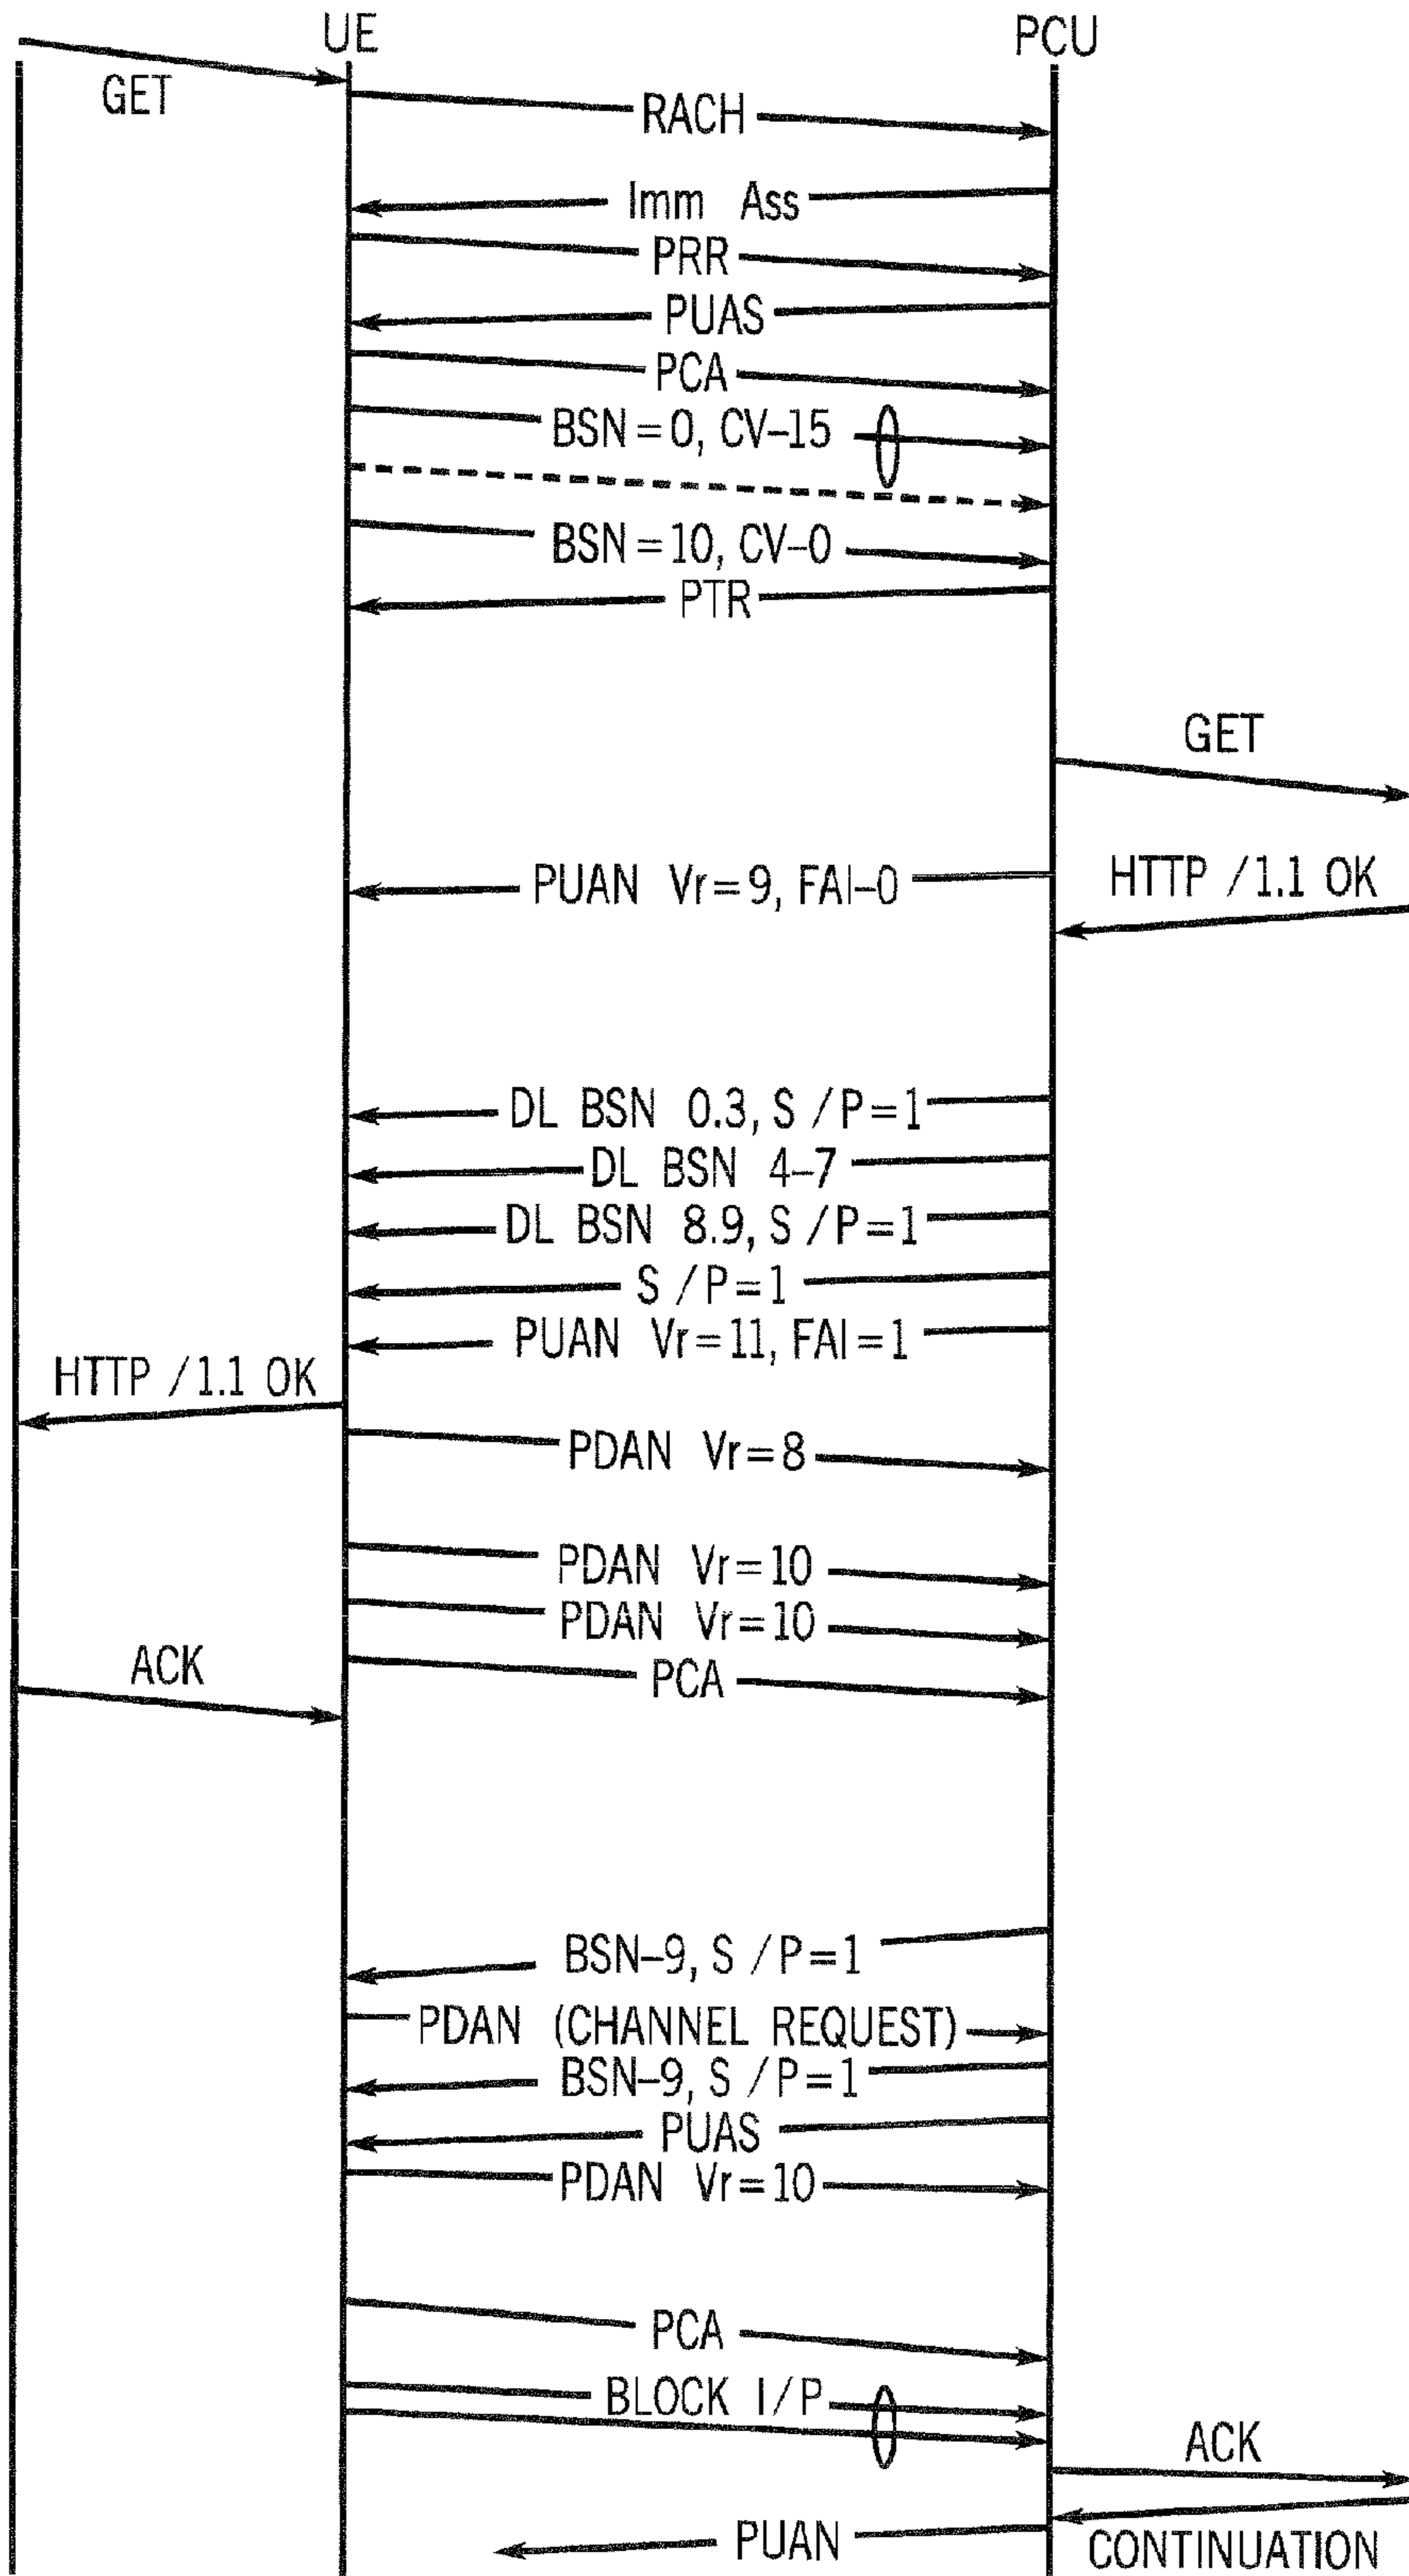 UE
PCU
GET
RACH
Imm Ass
PRR
PUAS
PCA
BSN=0, CV-15
BSN=10, CV-0
PTR
GET
PUAN Vr=9, FAI-0
HTTP /1.1 OK
DL BSN 0.3, S /P=1
DL BSN 4-7
DL BSN 8.9, S /P=1
S /P=1
PUAN Vr=11, FAI=1
HTTP /1.1 OK
PDAN Vr=8
PDAN Vr=10
PDAN Vr=10
ACK
PCA
BSN-9, S /P=1
PDAN (CHANNEL REQUEST)
BSN-9, S /P=1
PUAS
PDAN Vr=10
PCA
BLOCK I/P
ACK
PUAN
CONTINUATION